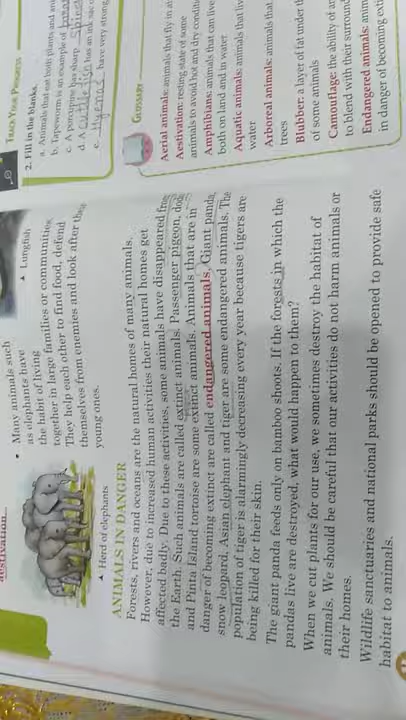 aestivation
• Many animals such
as elephants have
the habit of living
together in large families or communities.
They help each other to find food, defend
themselves from enemies and look after their
young ones.
▲ Lungfish
▲ Herd of elephants
ANIMALS IN DANGER
Forests, rivers and oceans are the natural homes of many animals.
However, due to increased human activities their natural homes get
affected badly. Due to these activities, some animals have disappeared from
the Earth. Such animals are called extinct animals. Passenger pigeon, dodo
and Pinta Island tortoise are some extinct animals. Animals that are in
danger of becoming extinct are called endangered animals. Giant panda,
snow leopard, Asian elephant and tiger are some endangered animals. The
population of tiger is alarmingly decreasing every year because tigers are
being killed for their skin.
The giant panda feeds only on bamboo shoots. If the forests in which the
pandas live are destroyed, what would happen to them?
When we cut plants for our use, we sometimes destroy the habitat of
animals. We should be careful that our activities do not harm animals or
their homes.
Wildlife sanctuaries and national parks should be opened to provide safe
habitat to animals.
TRACK YOUR PROGRESS
2. Fill in the blanks.
a. Animals that eat both plants and
b. Tapeworm is an example of
c. A porcupine has sharp
d. A cuttle fish has an ink sac
e. Hyenas have very strong
GLOSSARY
Aerial animals: animals that fly in
Aestivation: resting state of some
animals to avoid hot and dry
Amphibians: animals that can live
both on land and in water
Aquatic animals: animals that
water
Arboreal animals: animals that
trees
Blubber: a layer of fat under
of some animals
Camouflage: the ability of
to blend with their
Endangered animals:
in danger of becoming